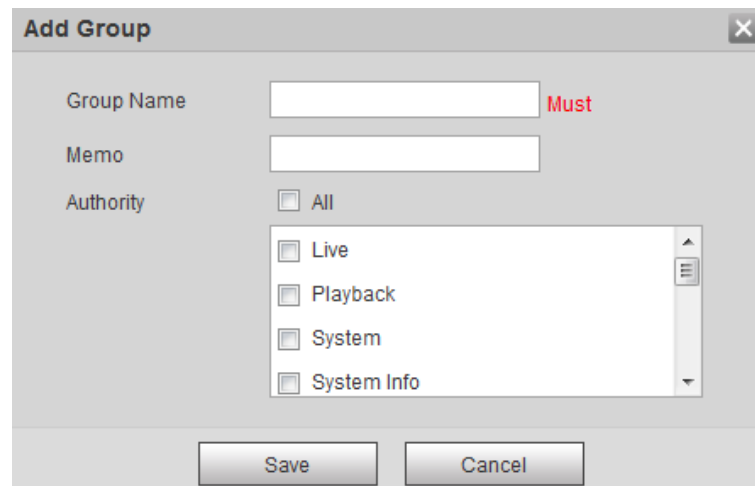 Add Group
Group Name Must
Memo
Authority All
Live
Playback
System
System Info
Save Cancel